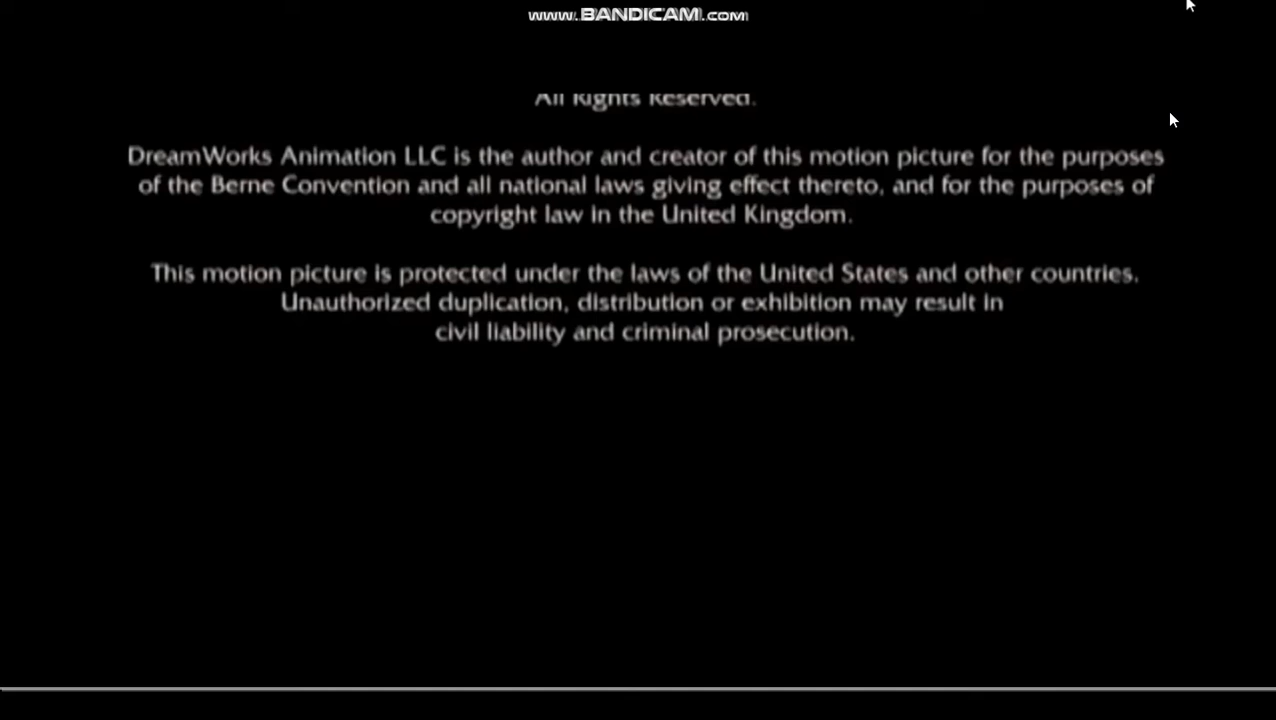 www.BANDICAM.com
All Rights Reserved.
DreamWorks Animation LLC is the author and creator of this motion picture for the purposes
of the Berne Convention and all national laws giving effect thereto, and for the purposes of
copyright law in the United Kingdom.
This motion picture is protected under the laws of the United States and other countries.
Unauthorized duplication, distribution or exhibition may result in
civil liability and criminal prosecution.